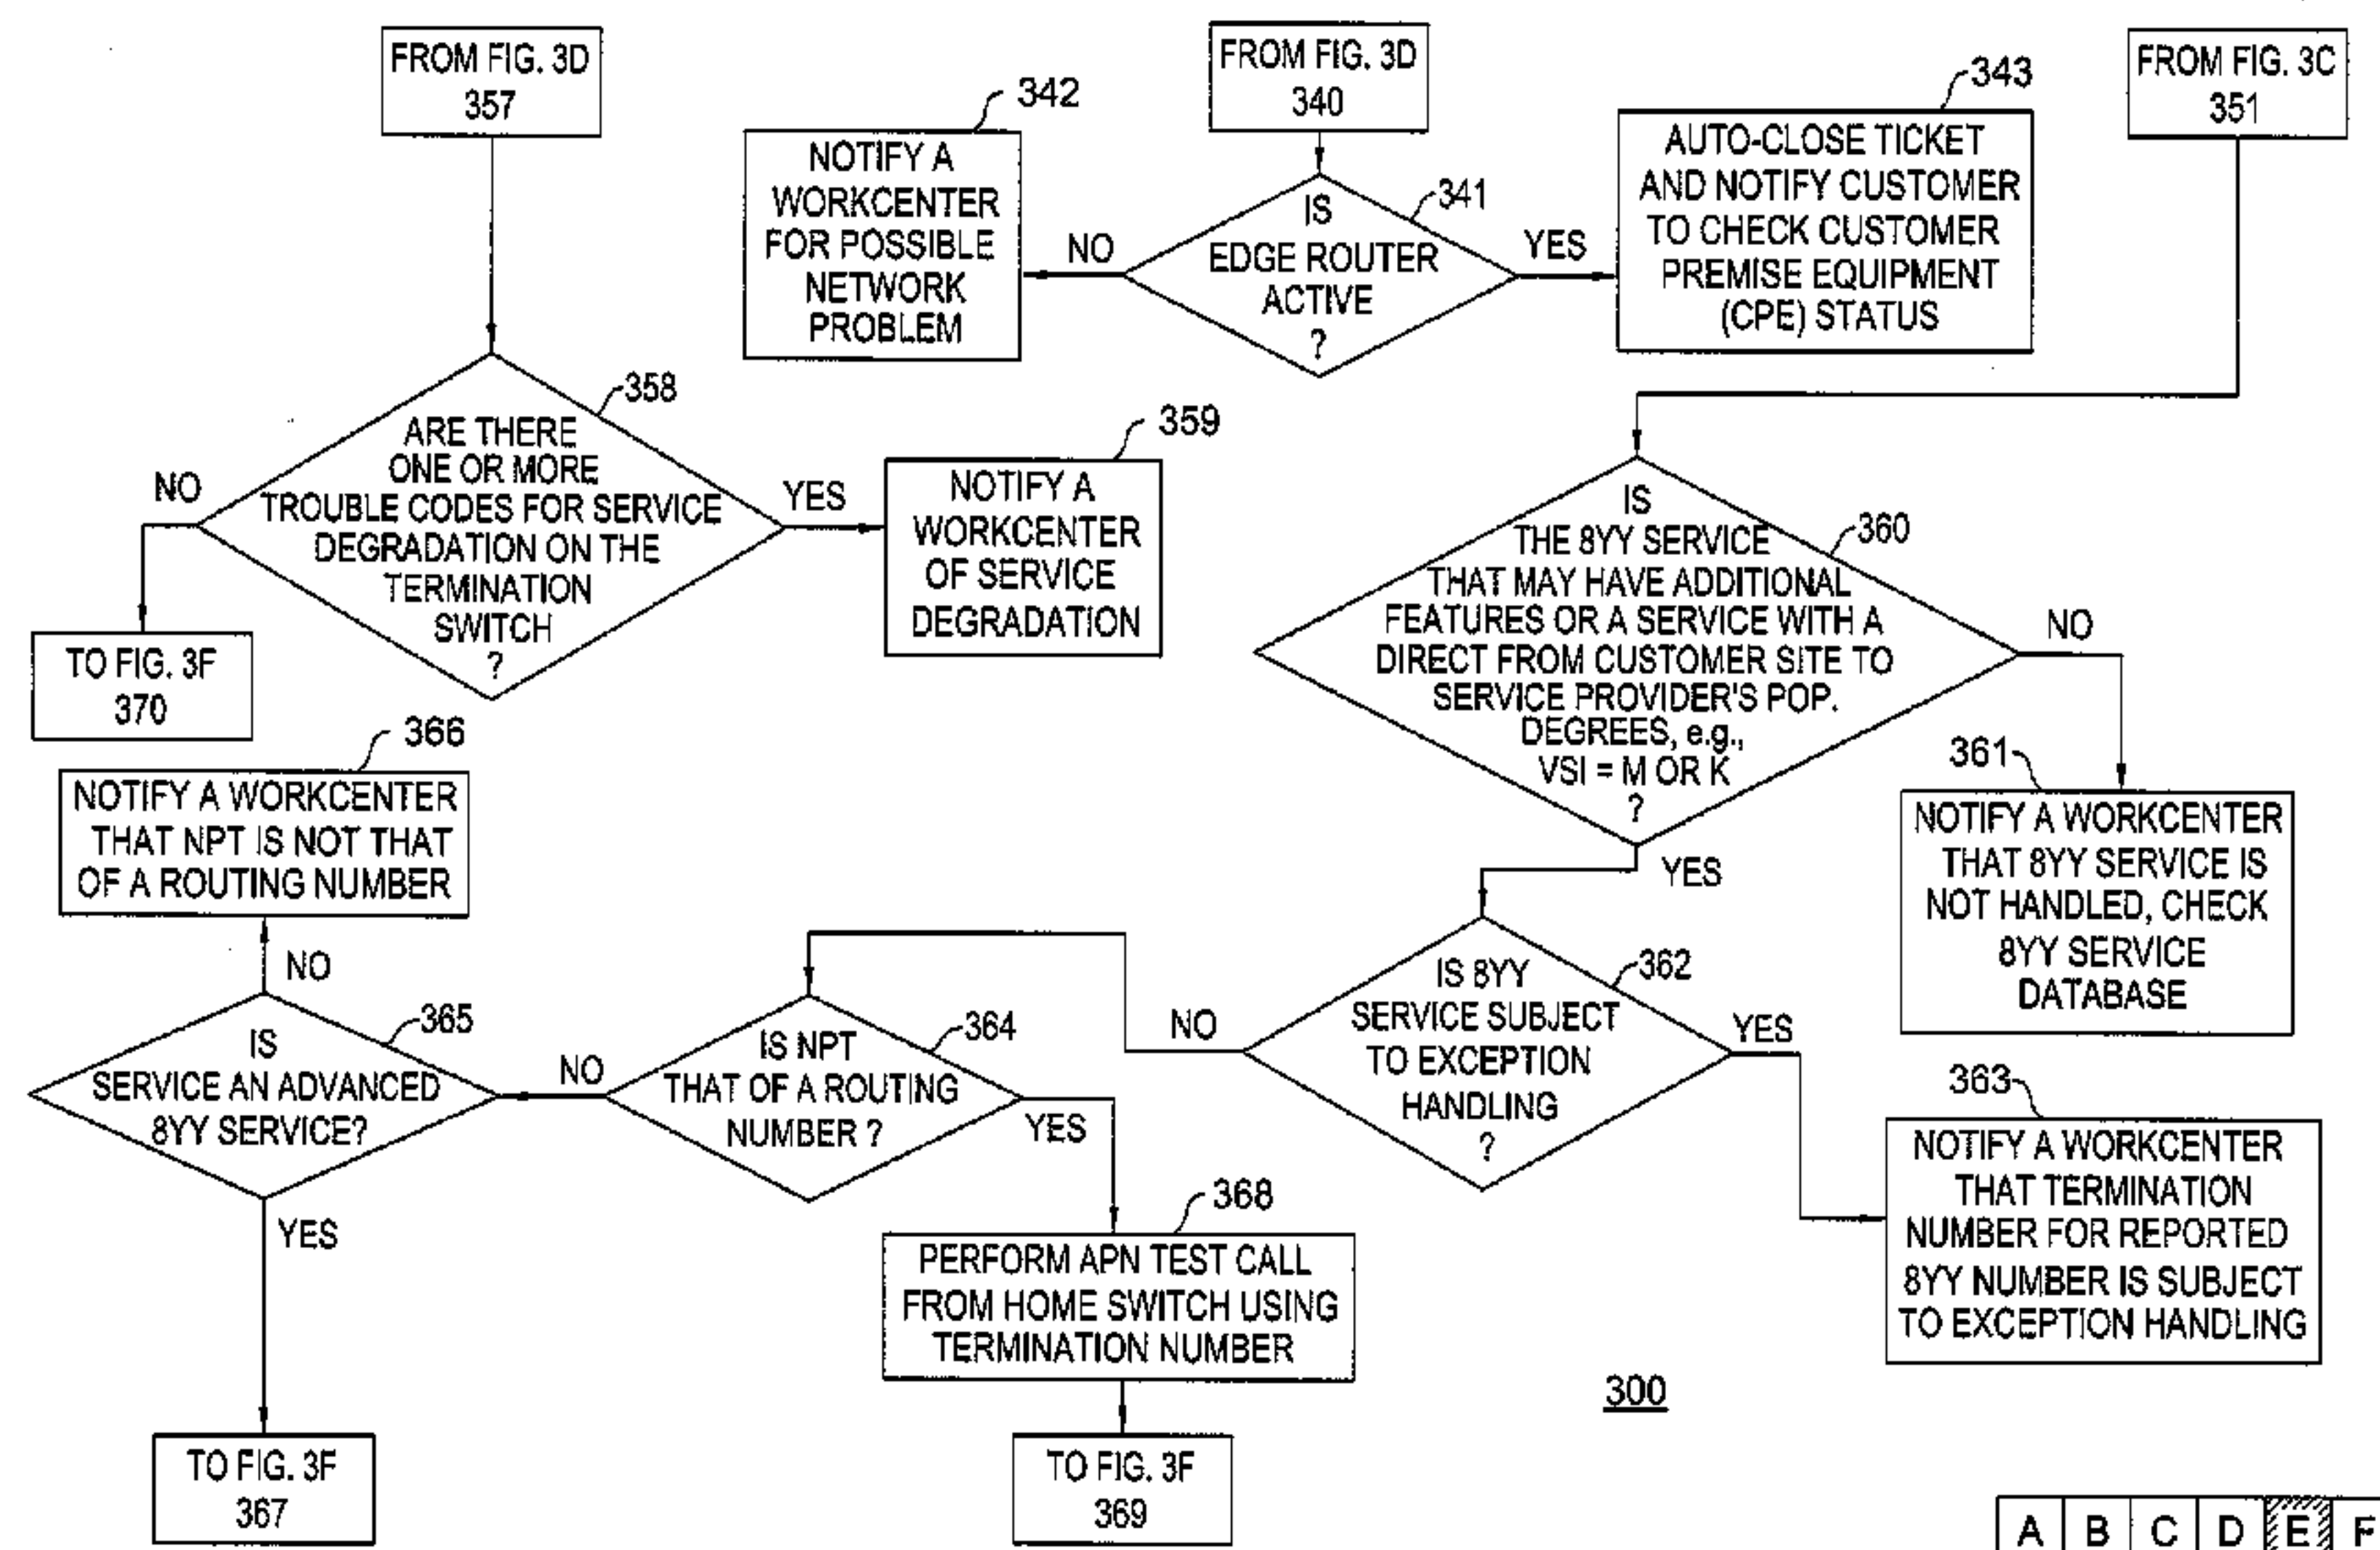 FROM FIG. 3D
357
FROM FIG. 3D
340
FROM FIG. 3C
351
342
NOTIFY A
WORKCENTER
FOR POSSIBLE
NETWORK
PROBLEM
NO
341
IS
EDGE ROUTER
ACTIVE
?
YES
343
AUTO-CLOSE TICKET
AND NOTIFY CUSTOMER
TO CHECK CUSTOMER
PREMISE EQUIPMENT
(CPE) STATUS
358
ARE THERE
ONE OR MORE
TROUBLE CODES FOR SERVICE
DEGRADATION ON THE
TERMINATION
SWITCH
?
NO
YES
359
NOTIFY A
WORKCENTER
OF SERVICE
DEGRADATION
TO FIG. 3F
370
360
IS
THE 8YY SERVICE
THAT MAY HAVE ADDITIONAL
FEATURES OR A SERVICE WITH A
DIRECT FROM CUSTOMER SITE TO
SERVICE PROVIDER'S POP.
DEGREES, e.g.,
VSI = M OR K
?
NO
YES
361
NOTIFY A WORKCENTER
THAT 8YY SERVICE IS
NOT HANDLED, CHECK
8YY SERVICE
DATABASE
366
NOTIFY A WORKCENTER
THAT NPT IS NOT THAT
OF A ROUTING NUMBER
NO
365
IS
SERVICE AN ADVANCED
8YY SERVICE?
YES
NO
364
IS NPT
THAT OF A ROUTING
NUMBER ?
YES
NO
362
IS 8YY
SERVICE SUBJECT
TO EXCEPTION
HANDLING
?
YES
363
NOTIFY A WORKCENTER
THAT TERMINATION
NUMBER FOR REPORTED
8YY NUMBER IS SUBJECT
TO EXCEPTION HANDLING
368
PERFORM APN TEST CALL
FROM HOME SWITCH USING
TERMINATION NUMBER
300
TO FIG. 3F
367
TO FIG. 3F
369
A B C D E F